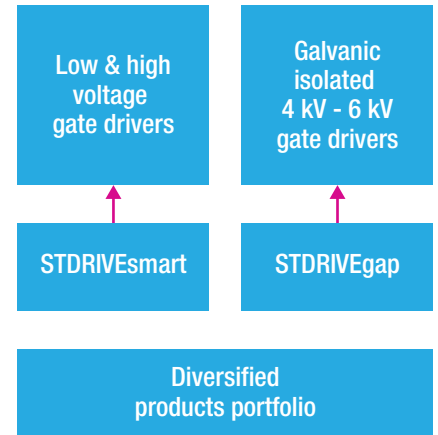 Low & high
voltage
gate drivers
Galvanic
isolated
4 kV - 6 kV
gate drivers
STDRIVEsmart
STDRIVEgap
Diversified
products portfolio